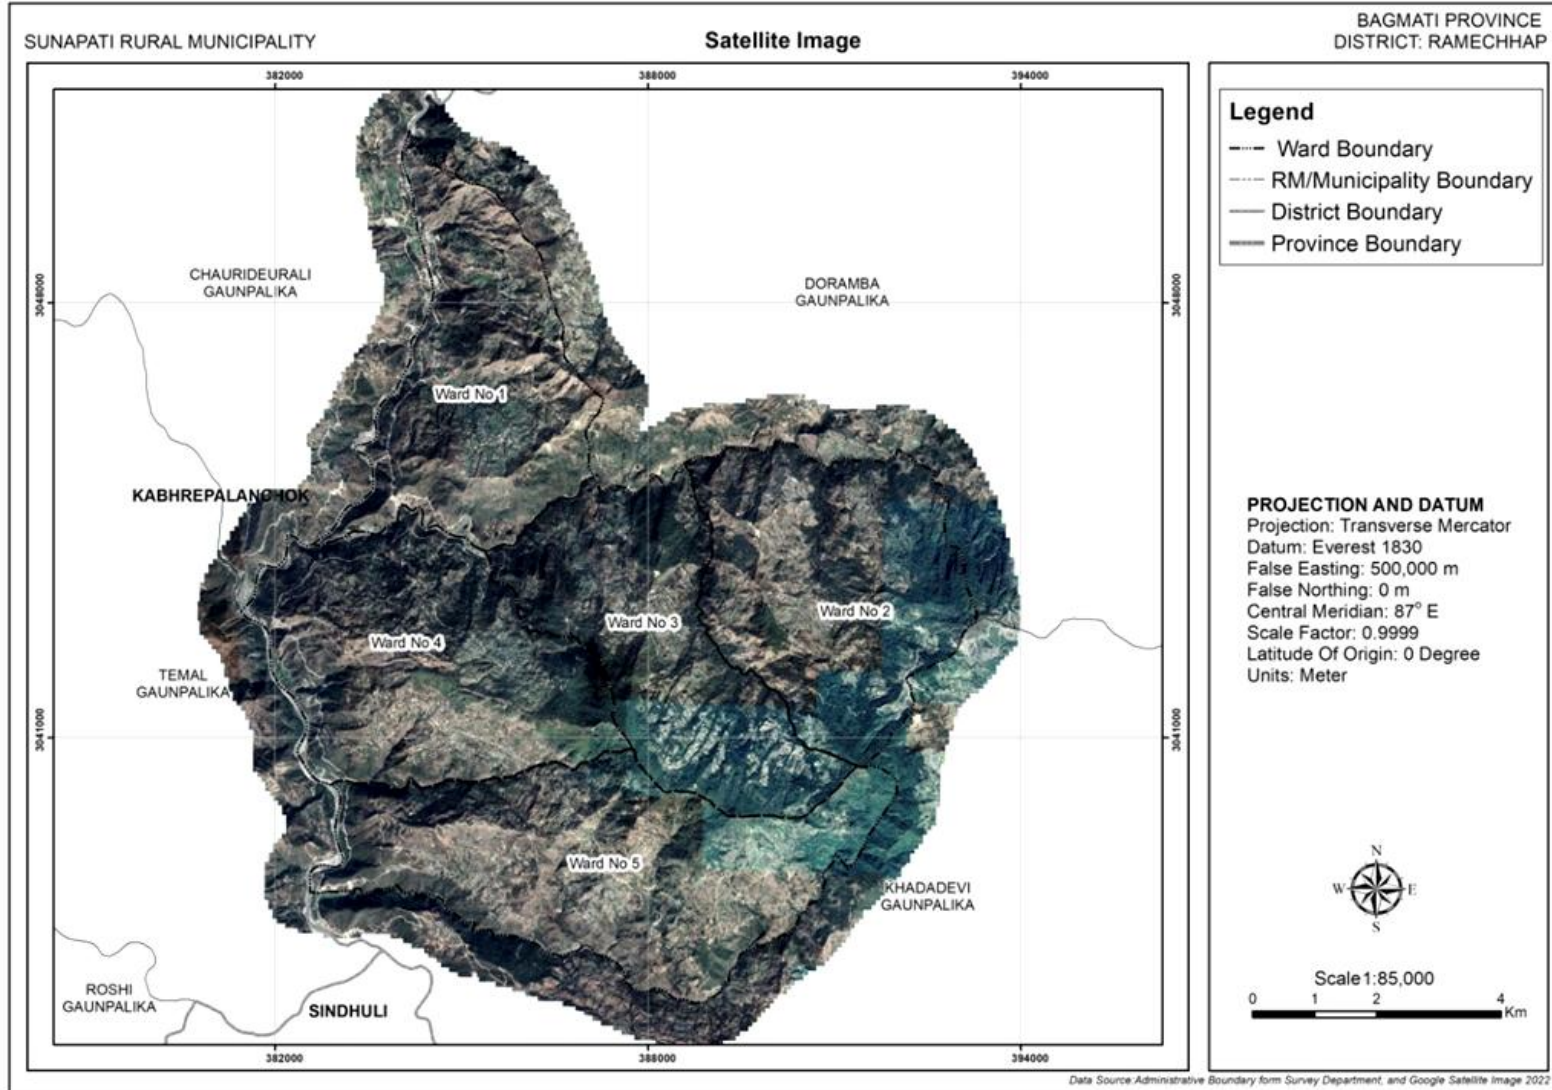 SUNAPATI RURAL MUNICIPALITY
Satellite Image
BAGMATI PROVINCE
DISTRICT: RAMECHHAP
382000
388000
394000
3048000
3048000
CHAURIDEURALI
GAUNPALIKA
DORAMBA
GAUNPALIKA
Ward No 1
KABHREPALANCHOK
Ward No 2
Ward No 3
Ward No 4
TEMAL
GAUNPALIKA
3041000
3041000
Ward No 5
KHADADEVI
GAUNPALIKA
ROSHI
GAUNPALIKA
SINDHULI
382000
388000
394000
Legend
Ward Boundary
RM/Municipality Boundary
District Boundary
Province Boundary
PROJECTION AND DATUM
Projection: Transverse Mercator
Datum: Everest 1830
False Easting: 500,000 m
False Northing: 0 m
Central Meridian: 87° E
Scale Factor: 0.9999
Latitude Of Origin: 0 Degree
Units: Meter
N
W E
S
Scale 1:85,000
0 1 2 4
Km
Data Source:Administrative Boundary form Survey Department, and Google Satellite Image 2022